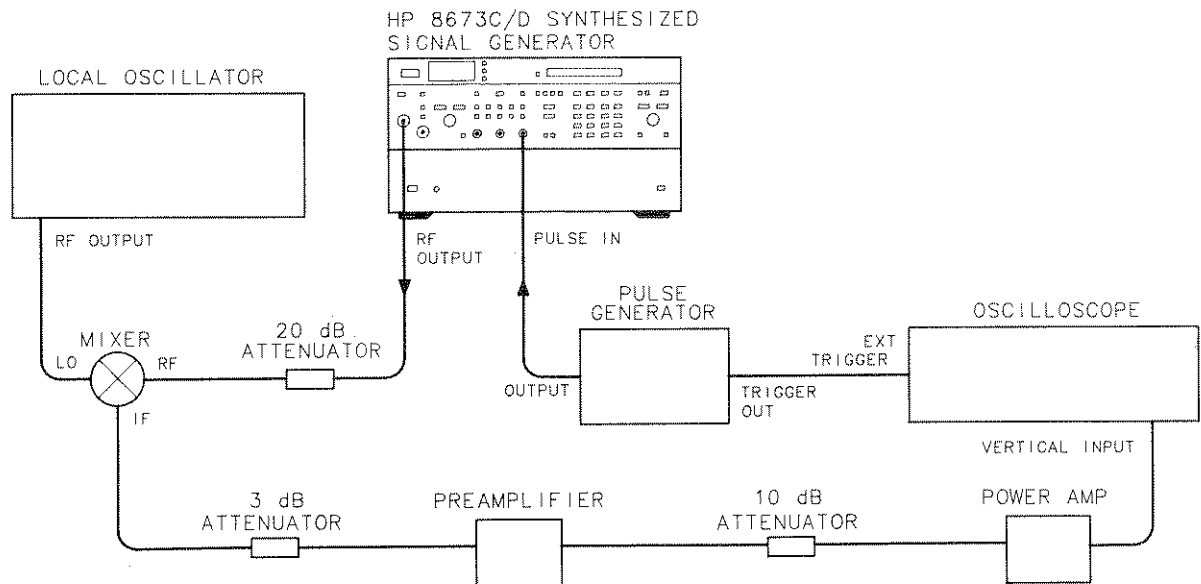 HP 8673C/D SYNTHESIZED
SIGNAL GENERATOR
LOCAL OSCILLATOR
RF OUTPUT
RF
OUTPUT
PULSE IN
PULSE
GENERATOR
OSCILLOSCOPE
MIXER
20 dB
ATTENUATOR
LO
RF
IF
EXT
TRIGGER
OUTPUT
TRIGGER
OUT
VERTICAL INPUT
3 dB
ATTENUATOR
PREAMPLIFIER
10 dB
ATTENUATOR
POWER AMP